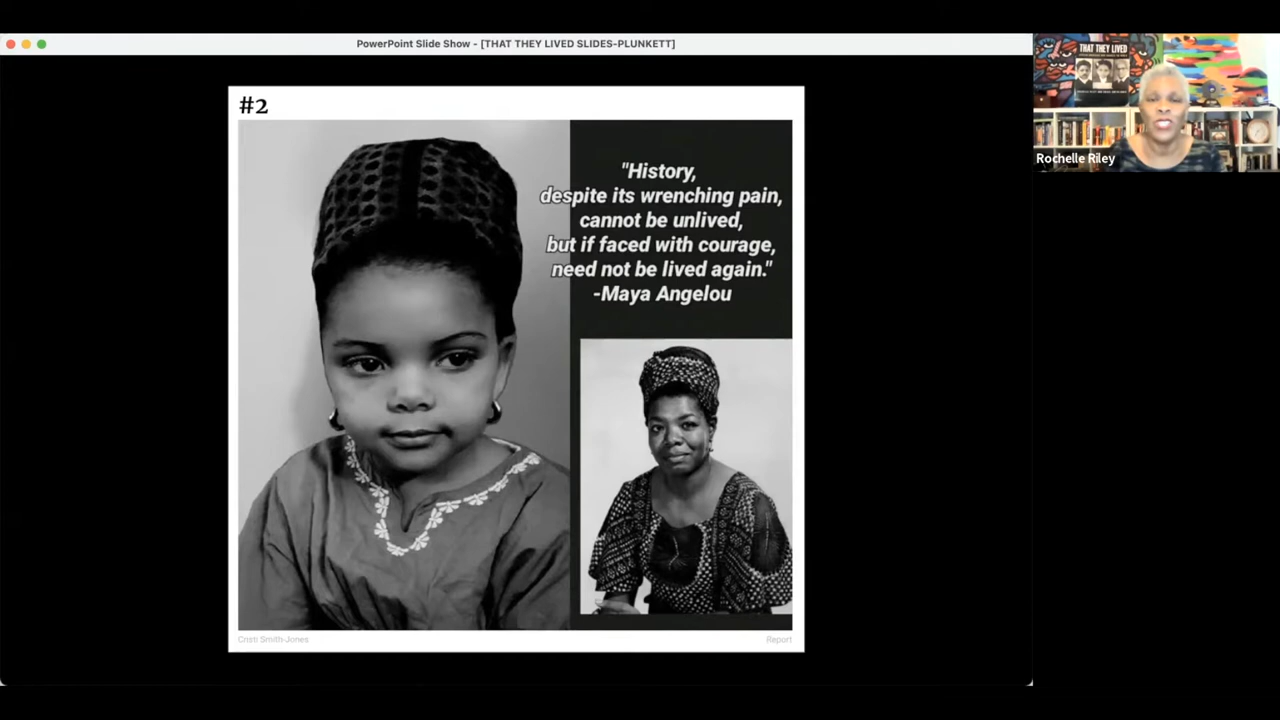 PowerPoint Slide Show - [THAT THEY LIVED SLIDES-PLUNKETT]
#2
"History,
despite its wrenching pain,
cannot be unlived,
but if faced with courage,
need not be lived again."
-Maya Angelou
Cristi Smith-Jones
Report
THAT THEY LIVED
Rochelle Riley